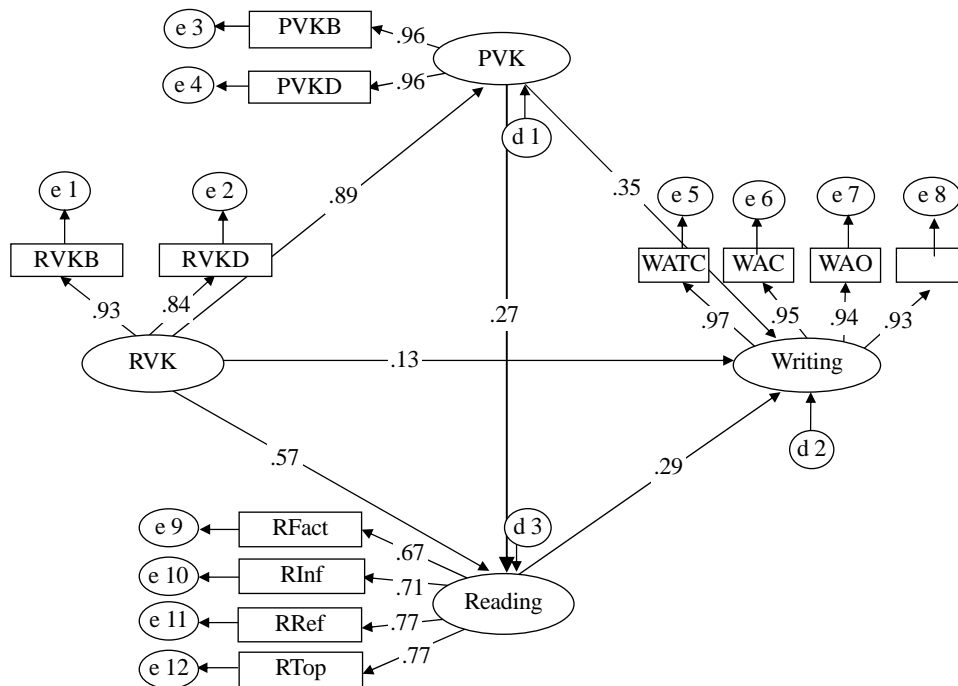 e 3
PVKB
.96
PVK
e 4
PVKD
.96
d 1
e 1
e 2
.89
.35
e 5
e 6
e 7
e 8
RVKB
RVKD
WATC
WAC
WAO
.93
.84
.27
.97
.95
.94
.93
RVK
.13
Writing
d 2
.57
.29
e 9
RFact
d 3
.67
e 10
RInf
.71
Reading
e 11
RRef
.77
e 12
RTop
.77